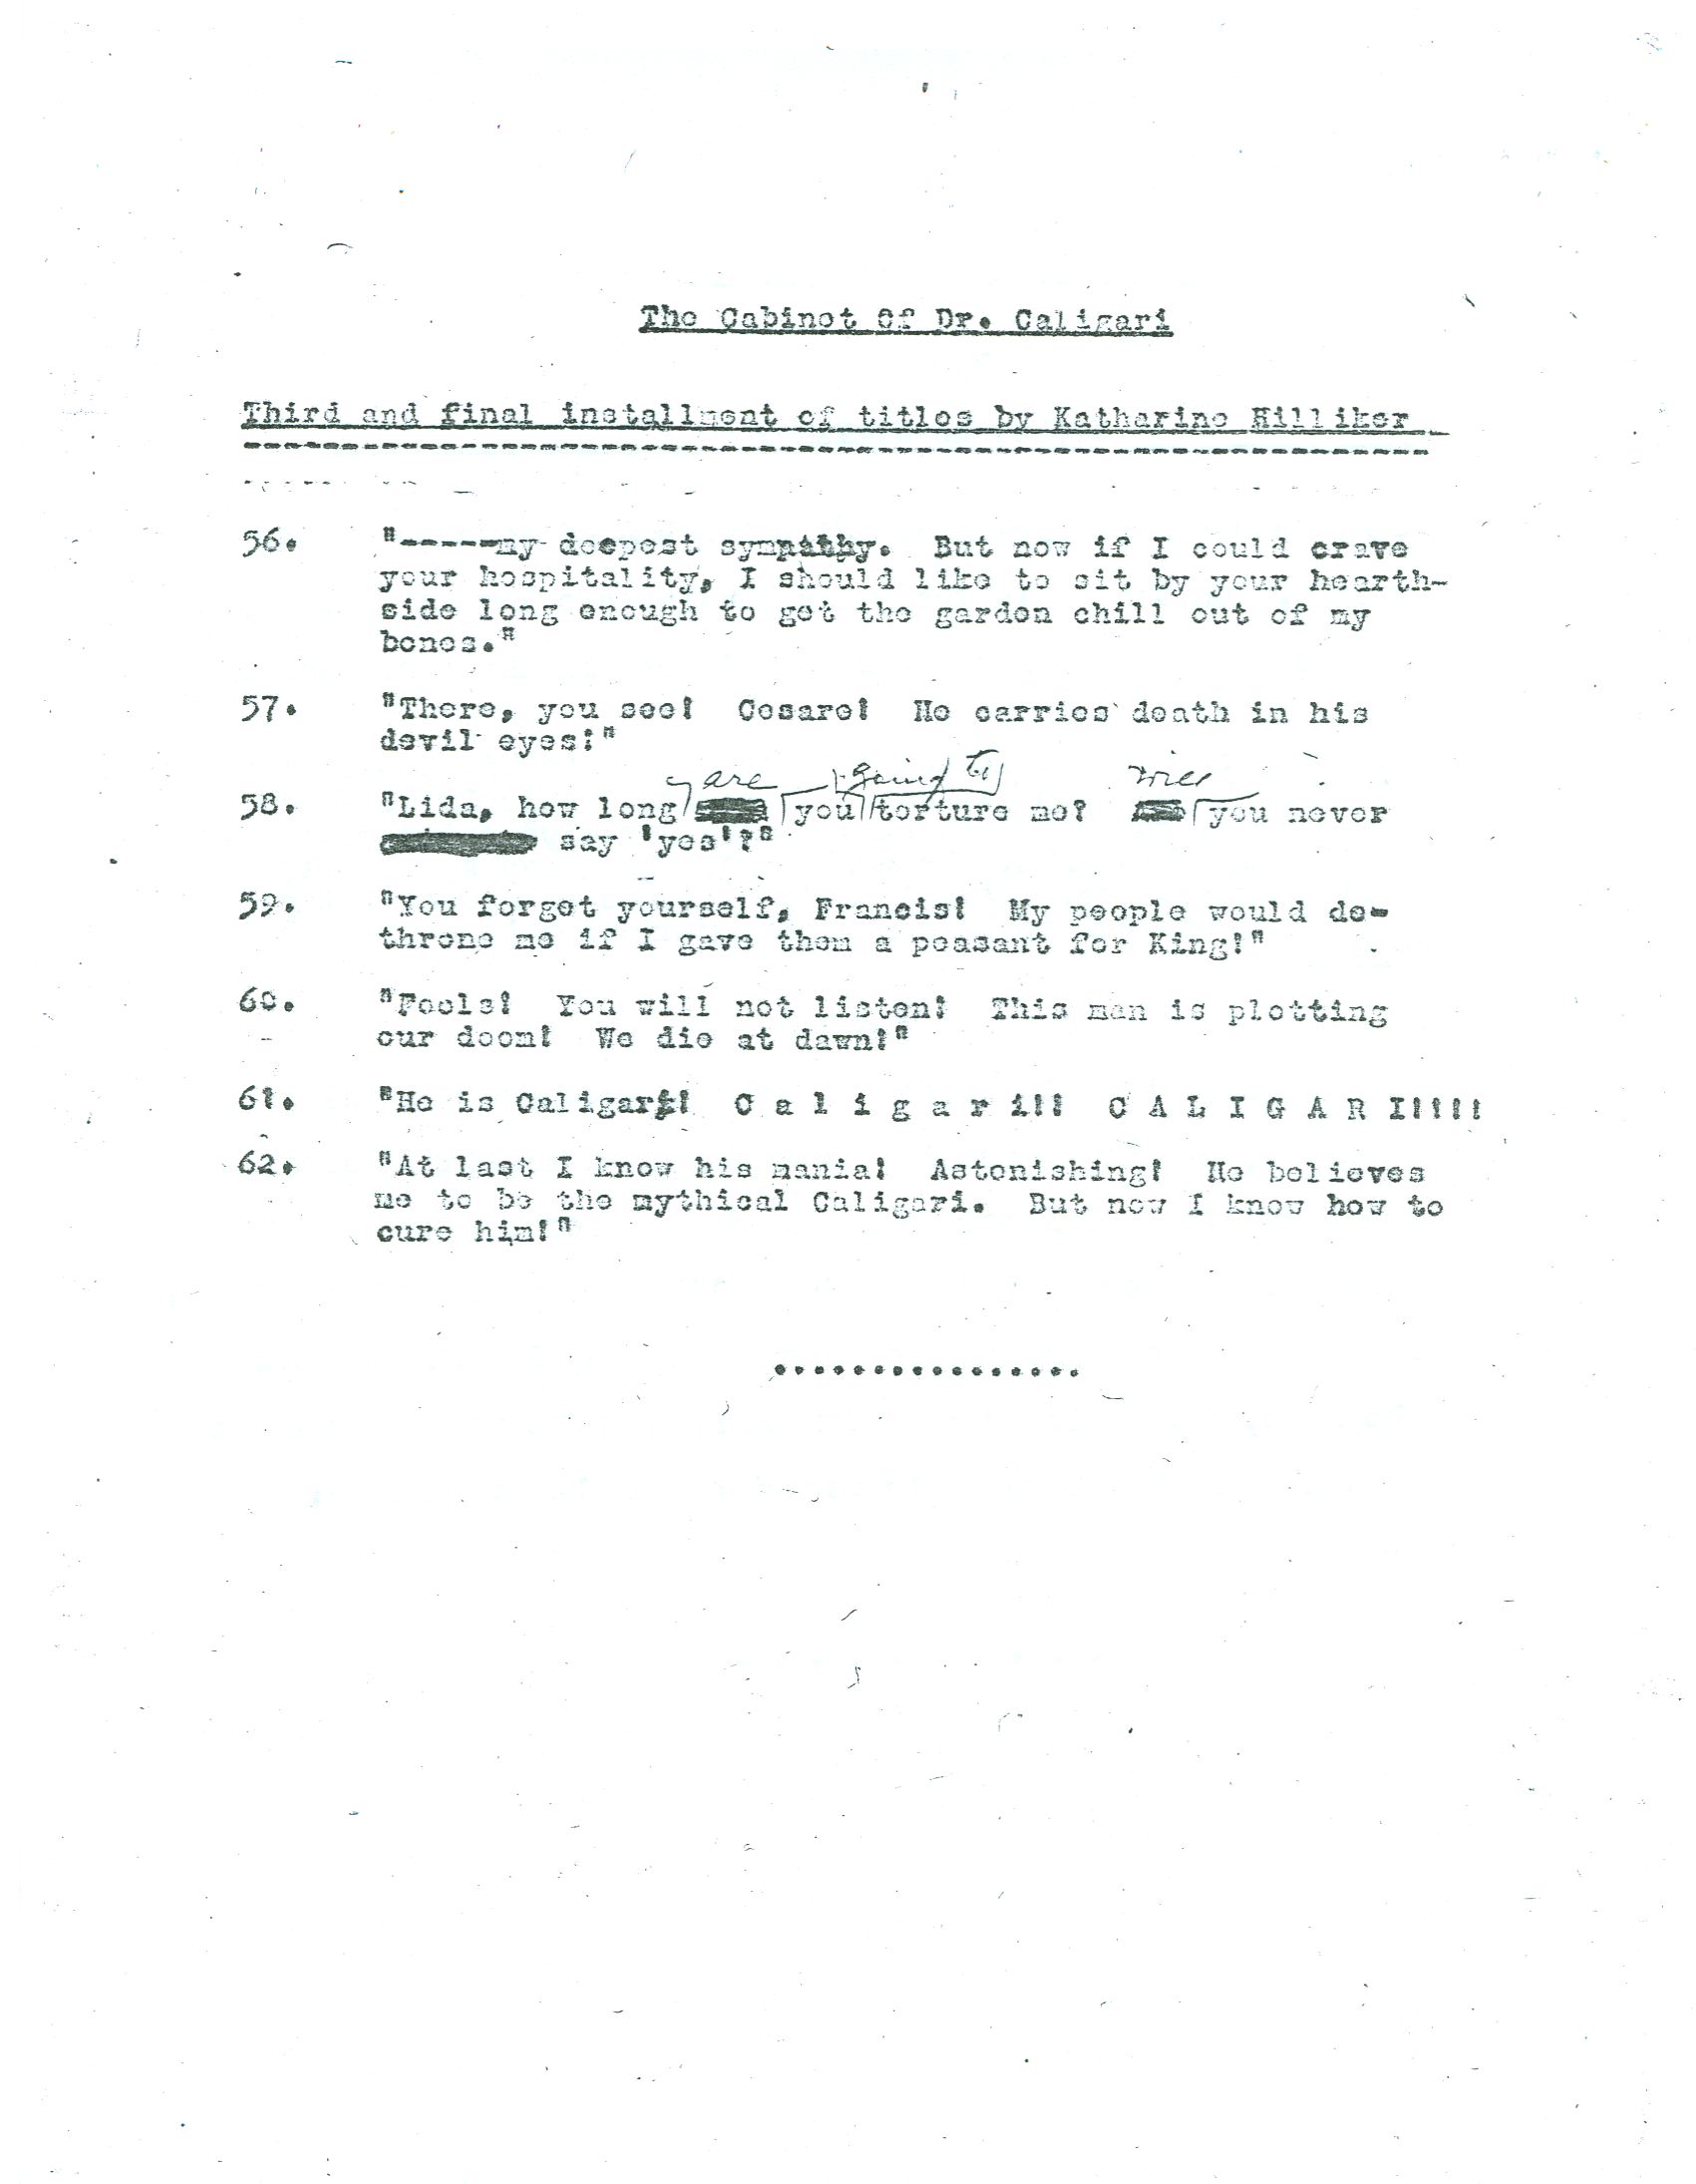 The Cabinet Of Dr. Caligari
Third and final installment of titles by Katharine Hilliker
56. "-----my deepest sympathy. But now if I could crave
your hospitality, I should like to sit by your hearth-
side long enough to get the garden chill out of my
bones."
57. "There, you see! Cesare! He carries death in his
devil eyes!"
are going to will
58. "Lida, how long you torture me? you never
say 'yes'?"
59. "You forget yourself, Francis! My people would de-
throne me if I gave them a peasant for King!"
60. "Fools! You will not listen! This man is plotting
our doom! We die at dawn!"
61. "He is Caligari! C a l i g a r i!!! C A L I G A R I!!!!!
62. "At last I know his mania! Astonishing! He believes
me to be the mythical Caligari. But now I know how to
cure him!"
................